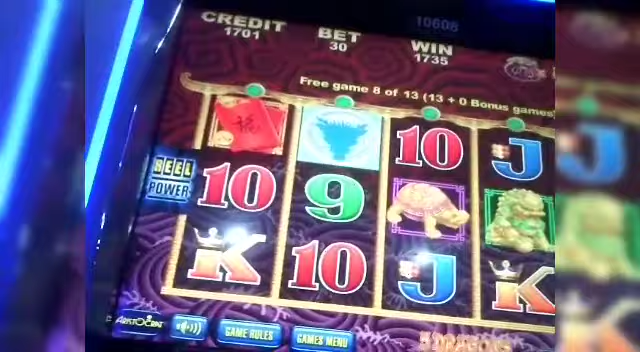 10608
CREDIT
1701
BET
30
WIN
1735
Free game 8 of 13 (13 + 0 Bonus games
10
J
REEL
POWER
10
9
K
10
J
K
ARISTOCRAT
GAME RULES
GAMES MENU